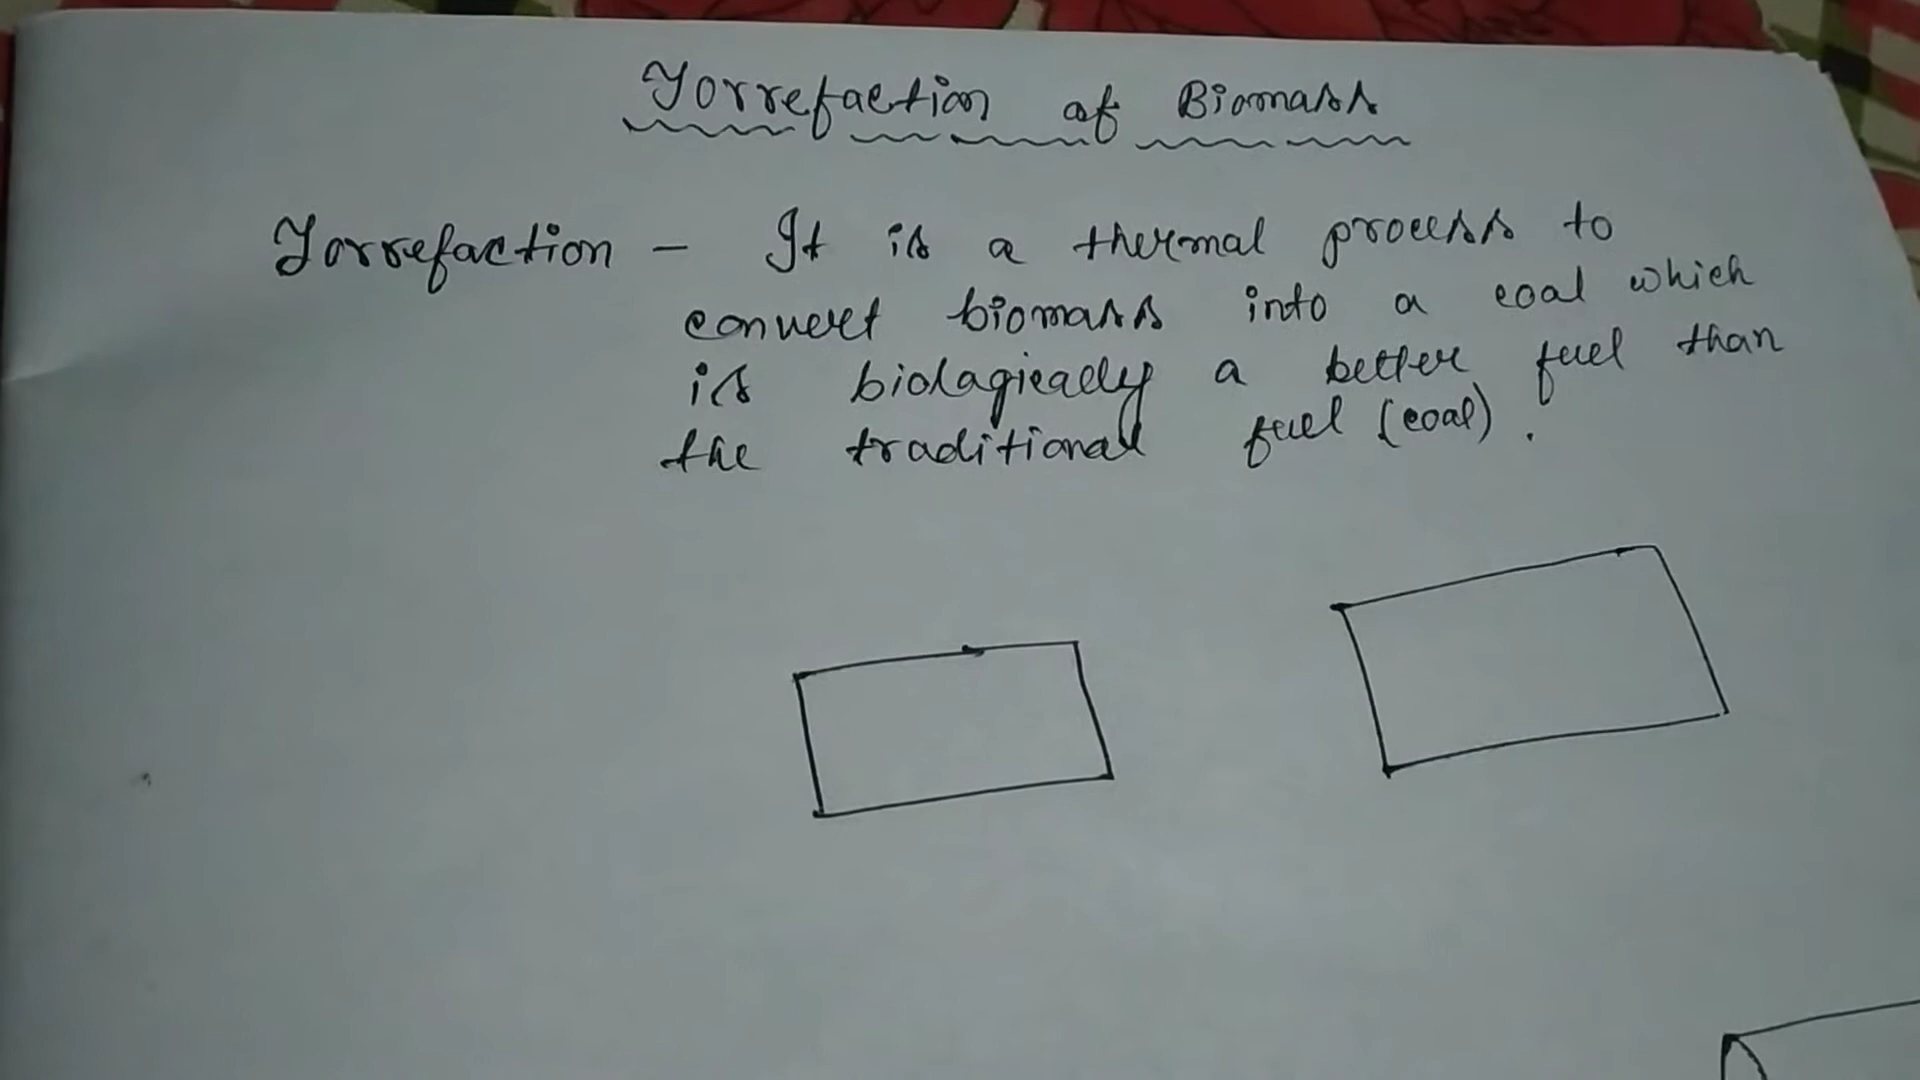 Torrefaction of Biomass
Torrefaction - It is a thermal process to
convert biomass into a coal which
is biologically a better fuel than
the traditional fuel (coal).